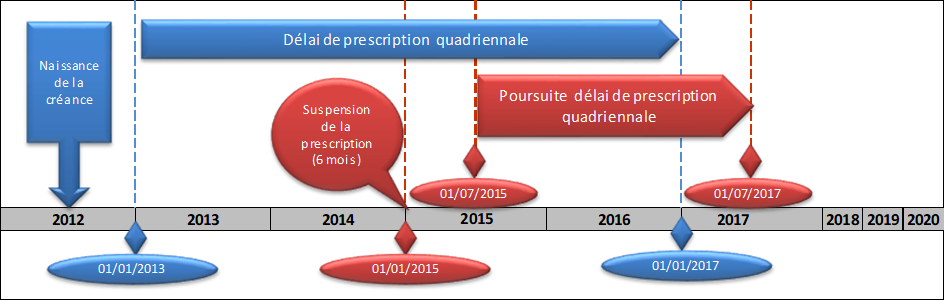 Naissance
de la
créance
Délai de prescription quadriennale
Suspension
de la
prescription
(6 mois)
Poursuite délai de prescription
quadriennale
01/07/2015
01/07/2017
2012 2013 2014 2015 2016 2017 2018 2019 2020
01/01/2013
01/01/2015
01/01/2017